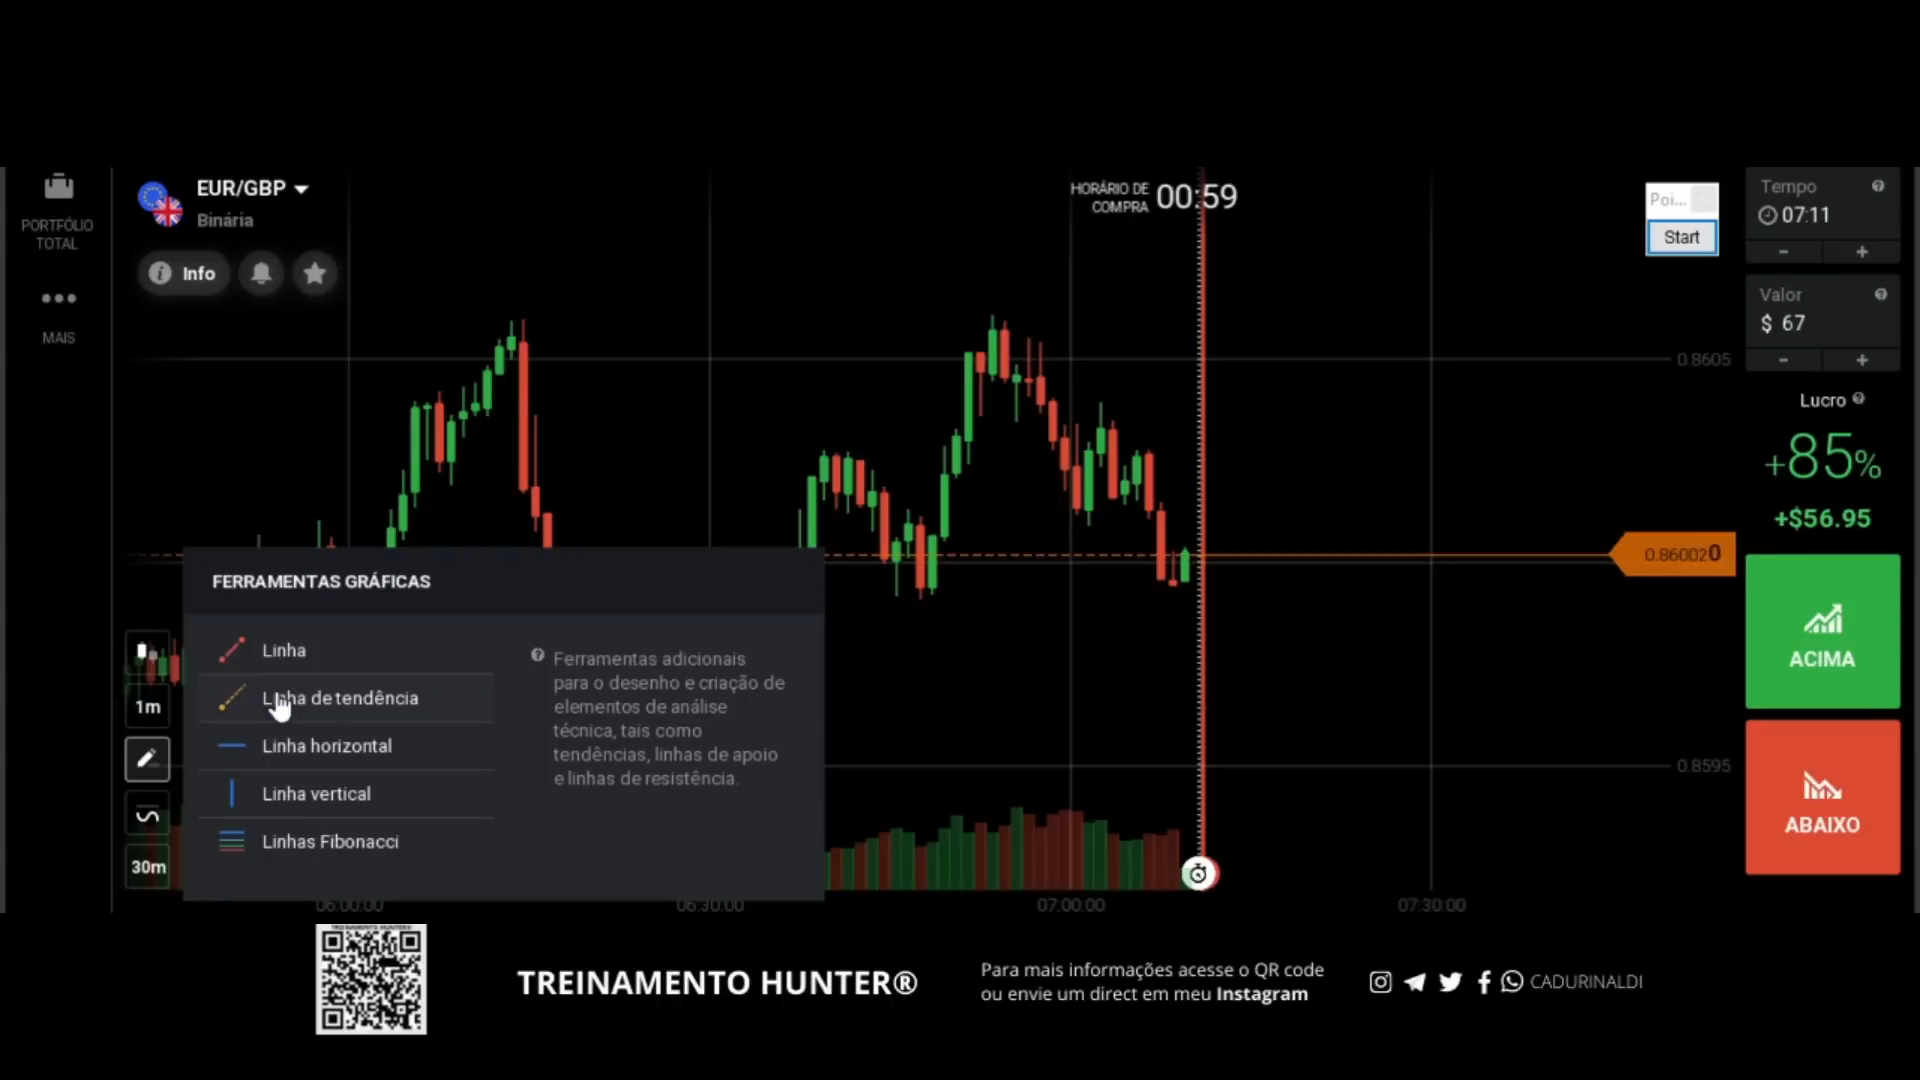 PORTFÓLIO
TOTAL
MAIS
EUR/GBP
Binária
Info
HORÁRIO DE
COMPRA
00:59
Poi...
Start
Tempo
07:11
- +
Valor
$ 67
- +
Lucro
+85%
+$56.95
ACIMA
ABAIXO
0.8605
0.860020
0.8595
FERRAMENTAS GRÁFICAS
Linha
Linha de tendência
Linha horizontal
Linha vertical
Linhas Fibonacci
Ferramentas adicionais
para o desenho e criação de
elementos de análise
técnica, tais como
tendências, linhas de apoio
e linhas de resistência.
1m
30m
06:00:00
06:30:00
07:00:00
07:30:00
TREINAMENTO HUNTER®
TREINAMENTO HUNTER®
Para mais informações acesse o QR code
ou envie um direct em meu Instagram
CADURINALDI